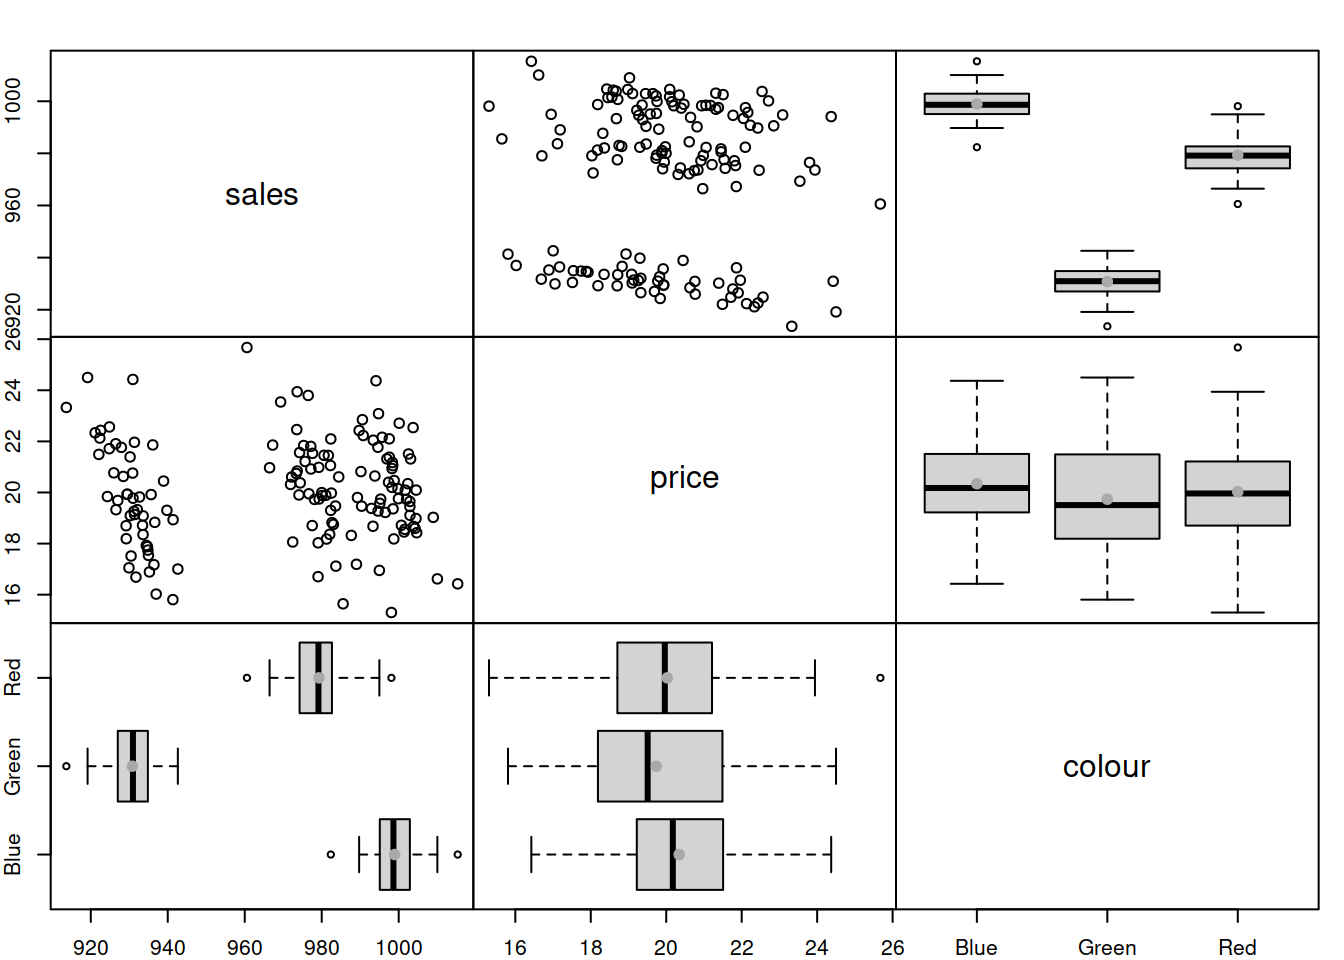 sales
price
colour
1000
960
920
26
24
22
20
18
16
Red
Green
Blue
920 940 960 980 1000
16 18 20 22 24 26
Blue Green Red